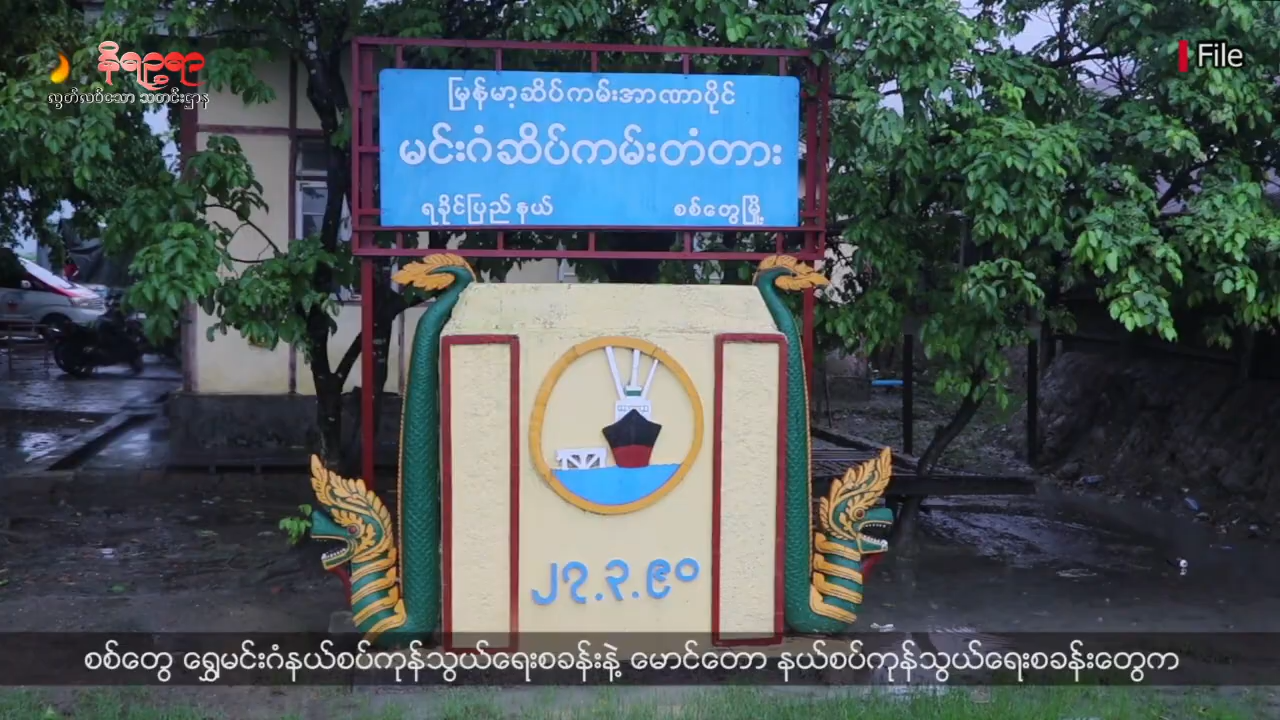 နိရဉ္စရာ
လွတ်လပ်သော သတင်းဌာန
File
မြန်မာ့ဆိပ်ကမ်းအာဏာပိုင်
မင်းဂံဆိပ်ကမ်းတံတား
ရခိုင်ပြည်နယ် စစ်တွေမြို့
၂၇.၃.၉၀
စစ်တွေ ရွှေမင်းဂံနယ်စပ်ကုန်သွယ်ရေးစခန်းနဲ့ မောင်တော နယ်စပ်ကုန်သွယ်ရေးစခန်းတွေက